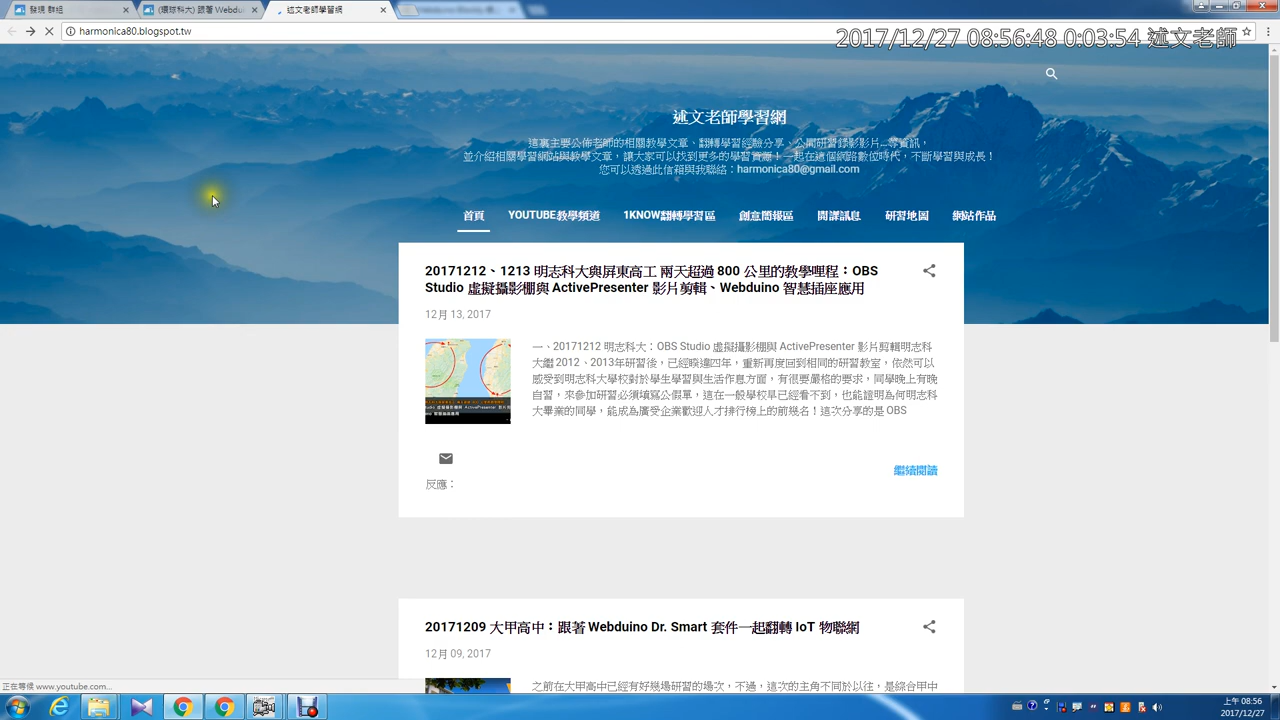 發現 群組
(環球科大) 跟著 Webdu
述文老師學習網
harmonica80.blogspot.tw
2017/12/27 08:56:48 0:03:54 述文老師
述文老師學習網
這裏主要公佈老師的相關教學文章、翻轉學習經驗分享、公開研習錄影影片...等資訊,
並介紹相關學習網站與教學文章,讓大家可以找到更多的學習資源!一起在這個網路數位時代,不斷學習與成長!
您可以透過此信箱與我聯絡:harmonica80@gmail.com
首頁 YOUTUBE教學頻道 1KNOW翻轉學習區 創意簡報區 開課訊息 研習地圖 網站作品
20171212、1213 明志科大與屏東高工 兩天超過 800 公里的教學哩程:OBS
Studio 虛擬攝影棚與 ActivePresenter 影片剪輯、Webduino 智慧插座應用
12月 13, 2017
一、20171212 明志科大:OBS Studio 虛擬攝影棚與 ActivePresenter 影片剪輯明志科
大繼 2012、2013年研習後,已經睽違四年,重新再度回到相同的研習教室,依然可以
感受到明志科大學校對於學生學習與生活作息方面,有很要嚴格的要求,同學晚上有晚
自習,來參加研習必須填寫公假單,這在一般學校早已經看不到,也能證明為何明志科
大畢業的同學,能成為廣受企業歡迎人才排行榜上的前幾名!這次分享的是 OBS
繼續閱讀
反應:
20171209 大甲高中:跟著 Webduino Dr. Smart 套件一起翻轉 IoT 物聯網
12月 09, 2017
之前在大甲高中已經有好幾場研習的場次,不過,這次的主角不同於以往,是綜合甲中
正在等候 www.youtube.com...
上午 08:56
2017/12/27